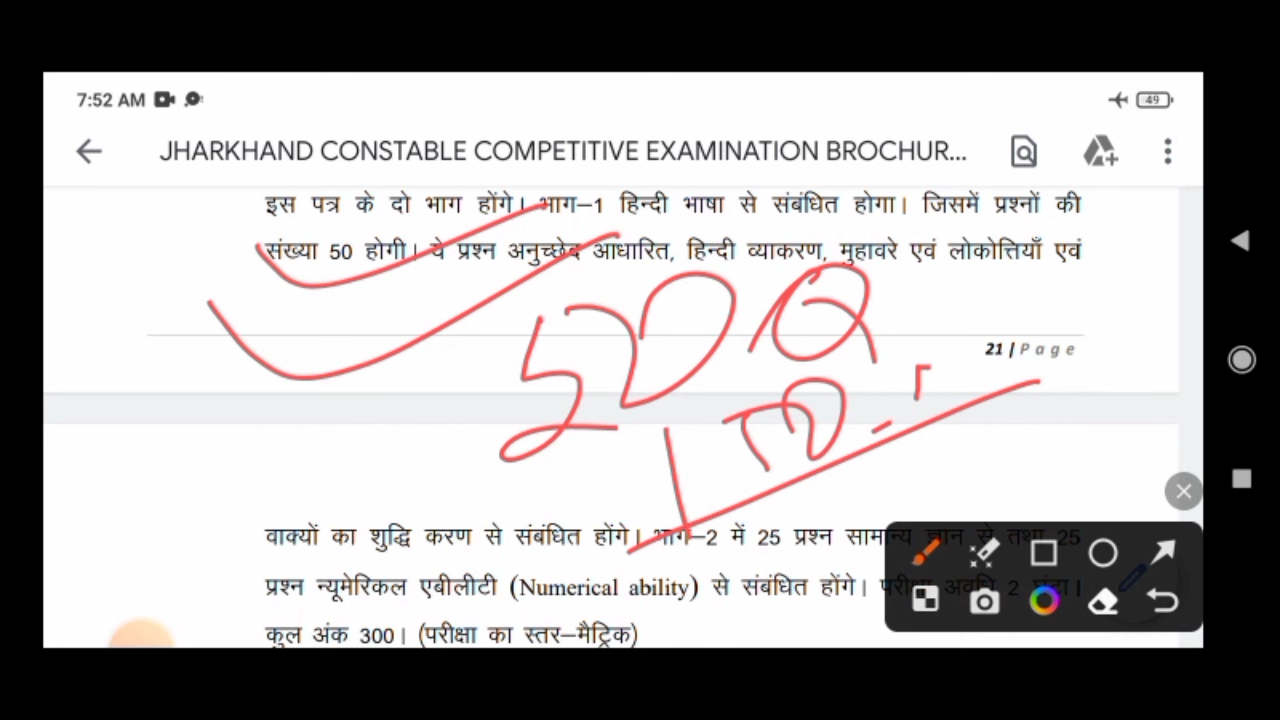 7:52 AM
49
JHARKHAND CONSTABLE COMPETITIVE EXAMINATION BROCHUR...
इस पत्र के दो भाग होंगे। भाग–1 हिन्दी भाषा से संबंधित होगा। जिसमें प्रश्नों की
संख्या 50 होगी। ये प्रश्न अनुच्छेद आधारित, हिन्दी व्याकरण, मुहावरे एवं लोकोत्तियाँ एवं
50 Q
21 | Page
वाक्यों का शुद्धि करण से संबंधित होंगे। भाग–2 में 25 प्रश्न सामान्य ज्ञान से तथा 25
प्रश्न न्यूमेरिकल एबीलीटी (Numerical ability) से संबंधित होंगे। परीक्षा अवधि 2 घंटा।
कुल अंक 300। (परीक्षा का स्तर–मैट्रिक)